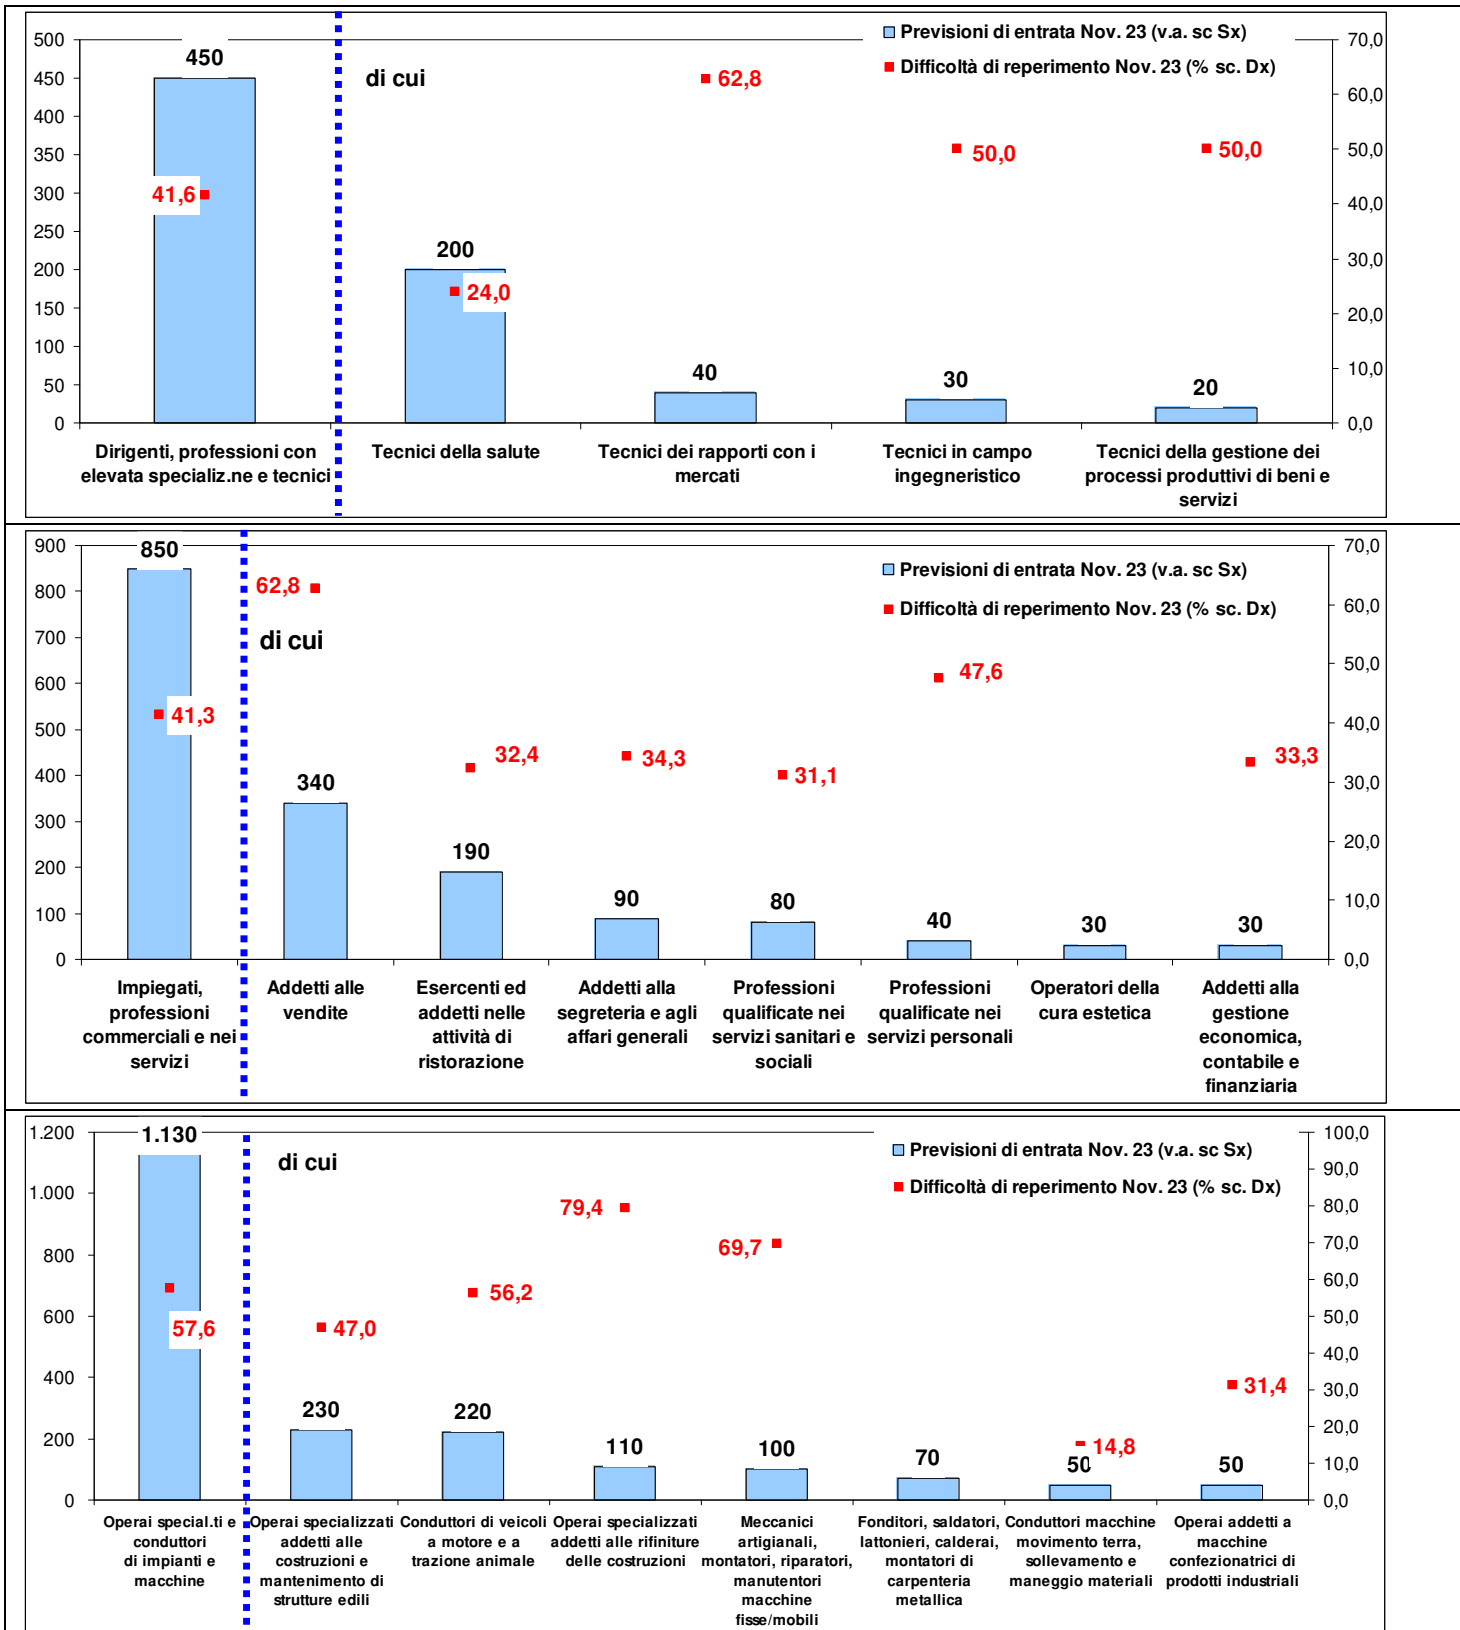 Previsioni di entrata Nov. 23 (v.a. sc Sx)
Difficoltà di reperimento Nov. 23 (% sc. Dx)
di cui
500
450
400
350
300
250
200
150
100
50
0
70,0
60,0
50,0
40,0
30,0
20,0
10,0
0,0
450
200
40
30
20
41,6
24,0
62,8
50,0
50,0
Dirigenti, professioni con
elevata specializ.ne e tecnici
Tecnici della salute
Tecnici dei rapporti con i
mercati
Tecnici in campo
ingegneristico
Tecnici della gestione dei
processi produttivi di beni e
servizi
Previsioni di entrata Nov. 23 (v.a. sc Sx)
Difficoltà di reperimento Nov. 23 (% sc. Dx)
di cui
900
800
700
600
500
400
300
200
100
0
70,0
60,0
50,0
40,0
30,0
20,0
10,0
0,0
850
340
190
90
80
40
30
30
41,3
62,8
32,4
34,3
31,1
47,6
33,3
Impiegati,
professioni
commerciali e nei
servizi
Addetti alle
vendite
Esercenti ed
addetti nelle
attività di
ristorazione
Addetti alla
segreteria e agli
affari generali
Professioni
qualificate nei
servizi sanitari e
sociali
Professioni
qualificate nei
servizi personali
Operatori della
cura estetica
Addetti alla
gestione
economica,
contabile e
finanziaria
Previsioni di entrata Nov. 23 (v.a. sc Sx)
Difficoltà di reperimento Nov. 23 (% sc. Dx)
di cui
1.200
1.000
800
600
400
200
0
100,0
90,0
80,0
70,0
60,0
50,0
40,0
30,0
20,0
10,0
0,0
1.130
230
220
110
100
70
50
50
57,6
47,0
56,2
79,4
69,7
14,8
31,4
Operai special.ti e
conduttori
di impianti e
macchine
Operai specializzati
addetti alle
costruzioni e
mantenimento di
strutture edili
Conduttori di veicoli
a motore e a
trazione animale
Operai specializzati
addetti alle rifiniture
delle costruzioni
Meccanici
artigianali,
montatori, riparatori,
manutentori
macchine
fisse/mobili
Fonditori, saldatori,
lattonieri, calderai,
montatori di
carpenteria
metallica
Conduttori macchine
movimento terra,
sollevamento e
maneggio materiali
Operai addetti a
macchine
confezionatrici di
prodotti industriali